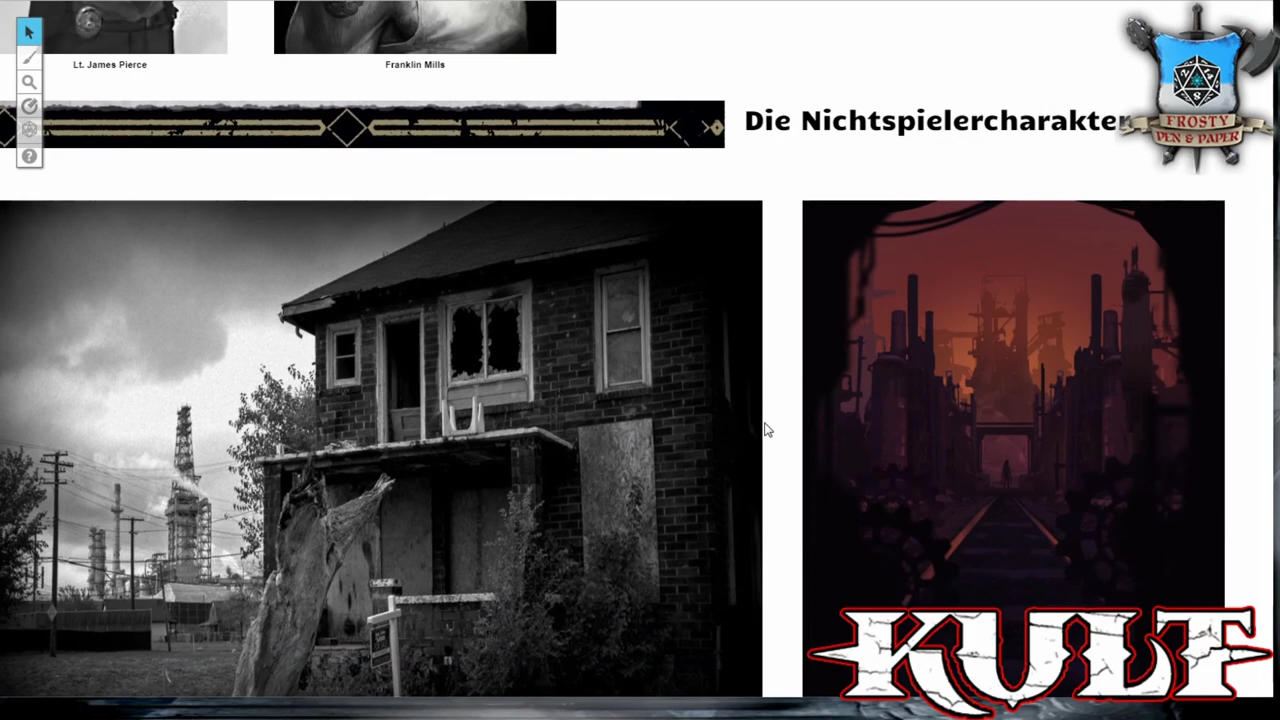 Lt. James Pierce
Franklin Mills
Die Nichtspielercharakter
FROSTY
PEN & PAPER
KULT